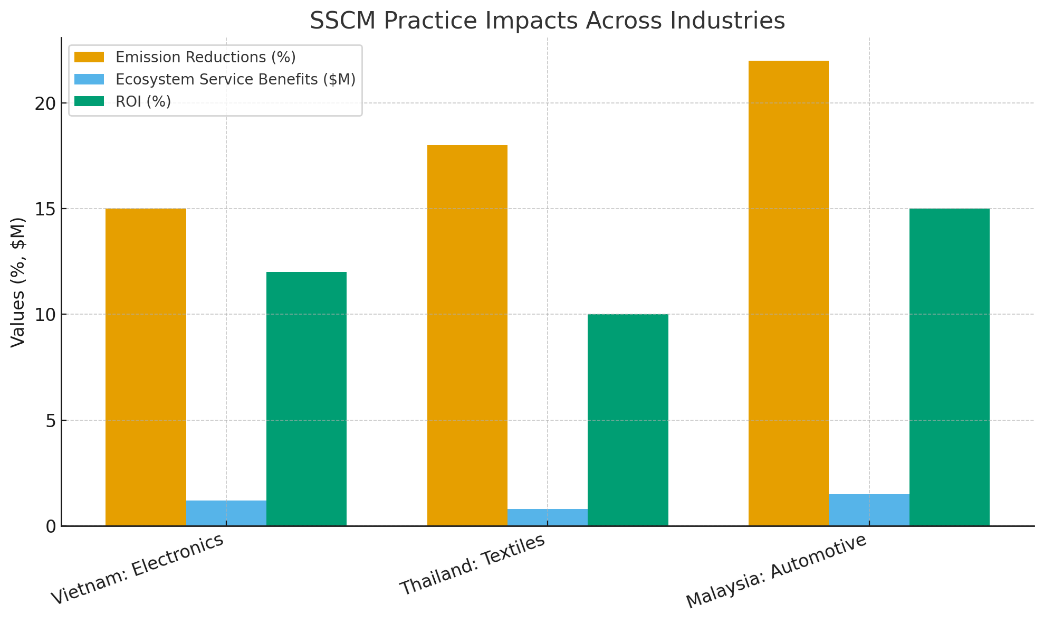 SSCM Practice Impacts Across Industries
Emission Reductions (%)
Ecosystem Service Benefits ($M)
ROI (%)
Values (%, $M)
20
15
10
5
0
Vietnam: Electronics
Thailand: Textiles
Malaysia: Automotive